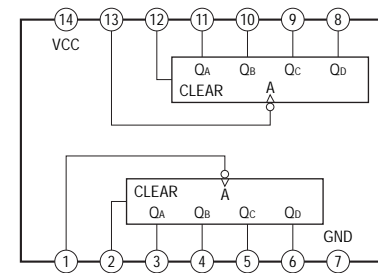 14 13 12 11 10 9 8
VCC
QA QB QC QD
CLEAR A
CLEAR A
QA QB QC QD
GND
1 2 3 4 5 6 7